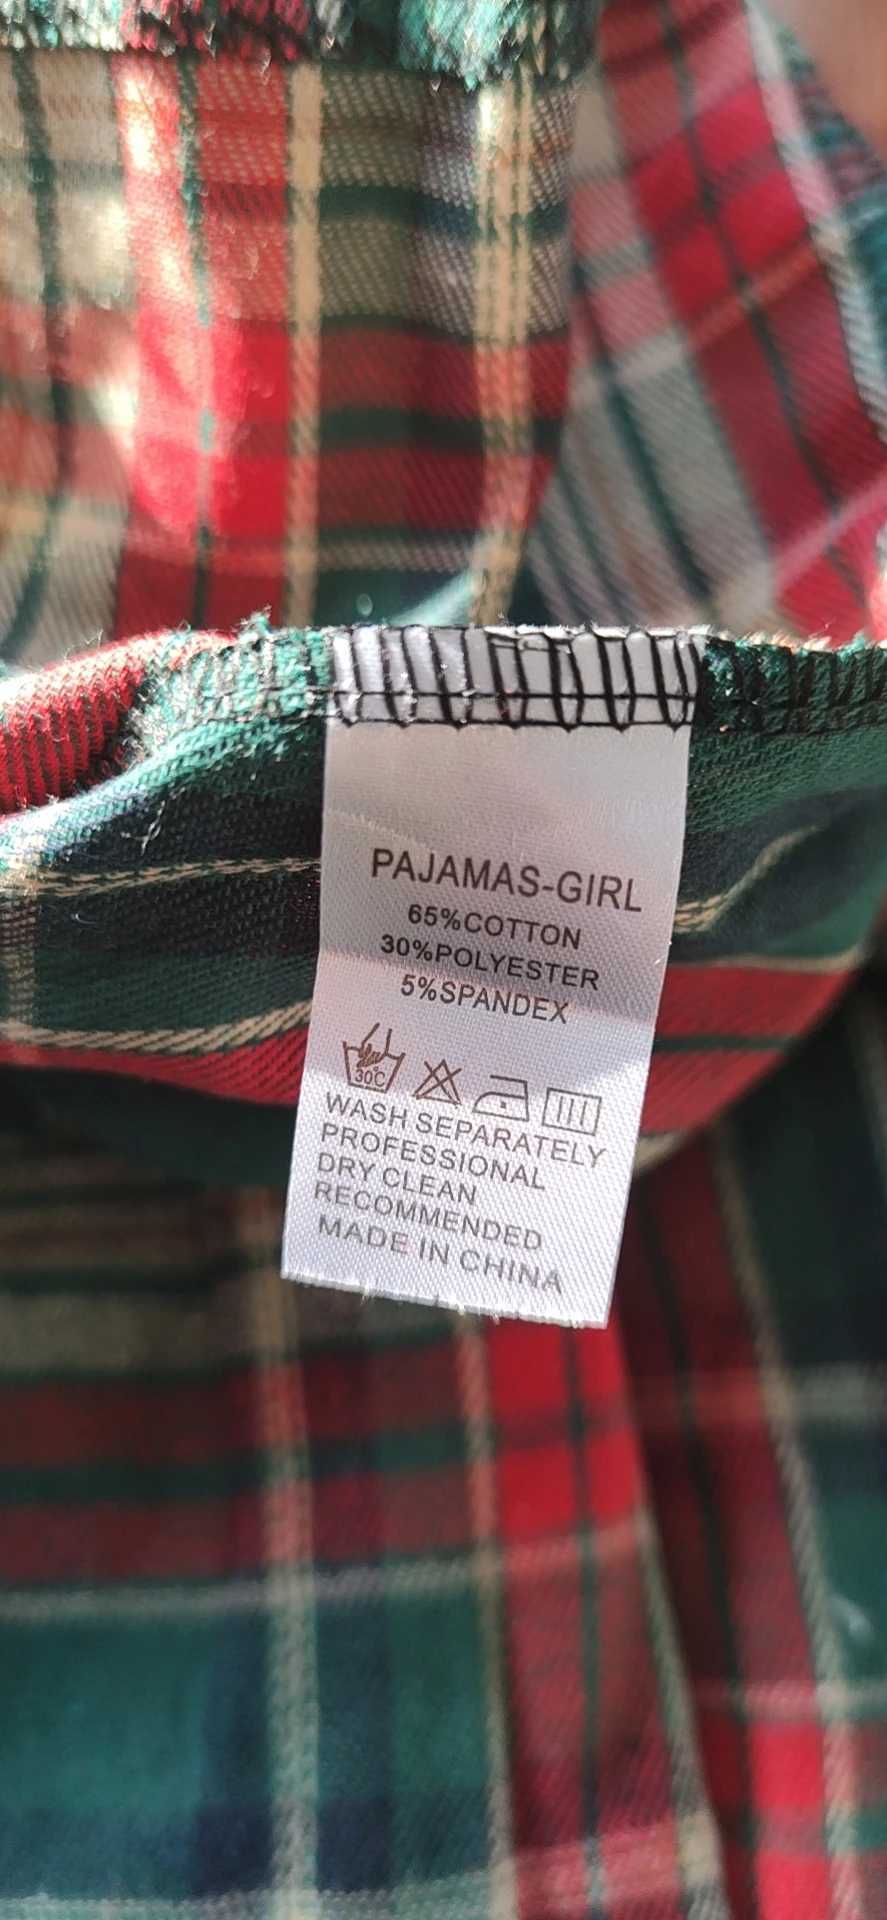 PAJAMAS-GIRL
65%COTTON
30%POLYESTER
5%SPANDEX
30℃
WASH SEPARATELY
PROFESSIONAL
DRY CLEAN
RECOMMENDED
MADE IN CHINA